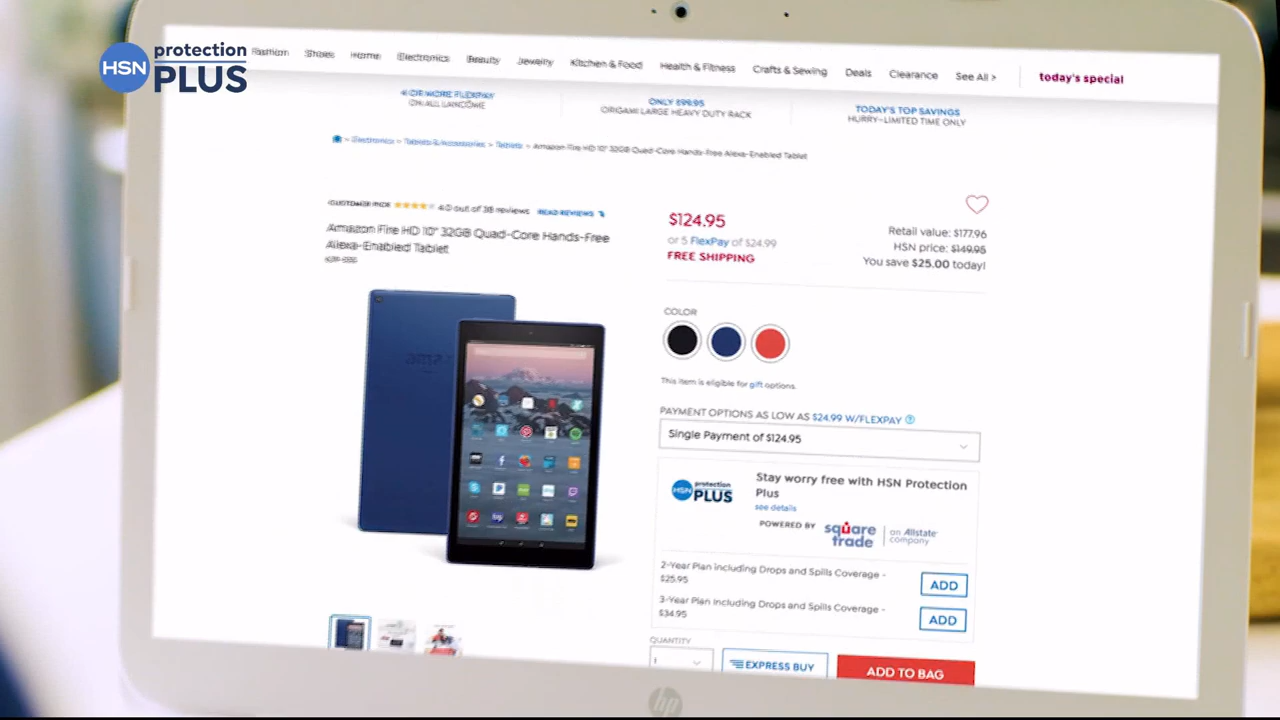 HSN protection PLUS
Fashion Shoes Home Electronics Beauty Jewelry Kitchen & Food Health & Fitness Crafts & Sewing Deals Clearance See All > today's special
4 OR MORE FLEXPAY
ON ALL LANCÔME
ONLY $99.95
ORIGAMI LARGE HEAVY DUTY RACK
TODAY'S TOP SAVINGS
HURRY-LIMITED TIME ONLY
> Electronics > Tablets & Accessories > Tablets > Amazon Fire HD 10" 32GB Quad-Core Hands-Free Alexa-Enabled Tablet
CUSTOMER PICK 4.0 out of 38 reviews READ REVIEWS
Amazon Fire HD 10" 32GB Quad-Core Hands-Free
Alexa-Enabled Tablet
$124.95
or 5 FlexPay of $24.99
FREE SHIPPING
Retail value: $177.96
HSN price: $149.95
You save $25.00 today!
COLOR
This item is eligible for gift options.
PAYMENT OPTIONS AS LOW AS $24.99 W/FLEXPAY ?
Single Payment of $124.95
HSN protection PLUS
Stay worry free with HSN Protection
Plus
see details
POWERED BY square trade | an Allstate company
2-Year Plan including Drops and Spills Coverage -
$25.95
ADD
3-Year Plan Including Drops and Spills Coverage -
$34.95
ADD
QUANTITY
1
EXPRESS BUY
ADD TO BAG
hp